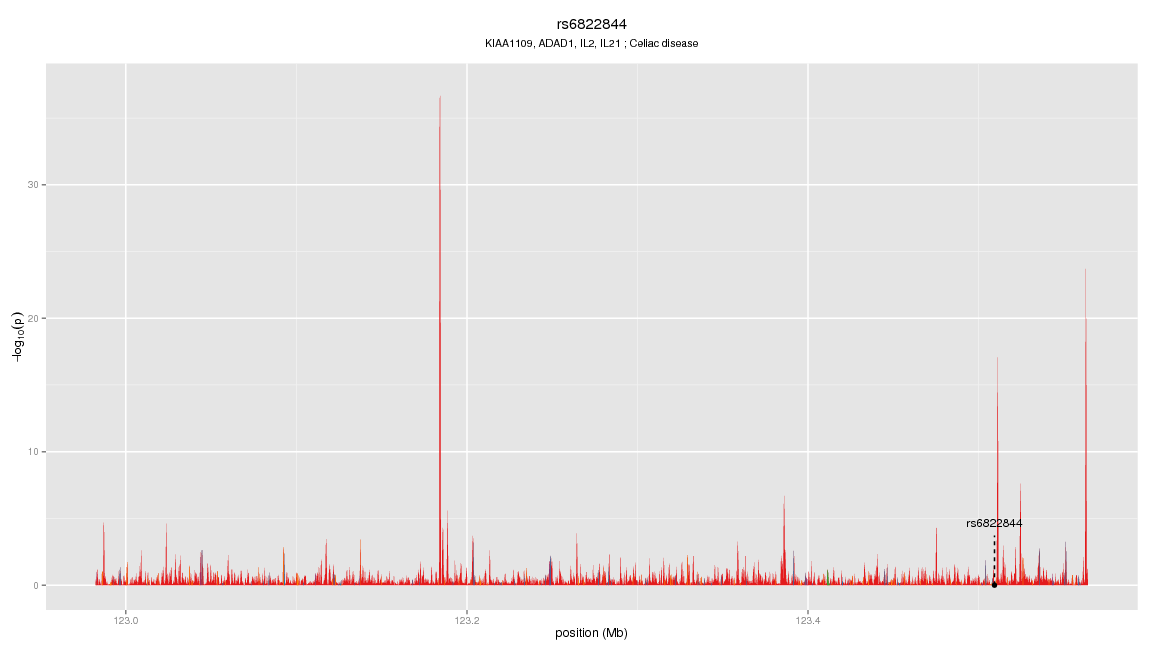 rs6822844
KIAA1109, ADAD1, IL2, IL21 ; Celiac disease
30
20
10
0
−log10(p)
rs6822844
123.0
123.2
123.4
position (Mb)